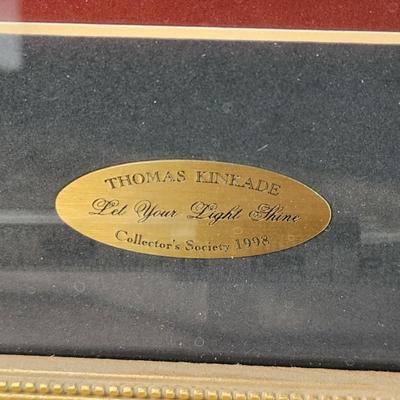 THOMAS KINKADE
Let Your Light Shine
Collector's Society 1998